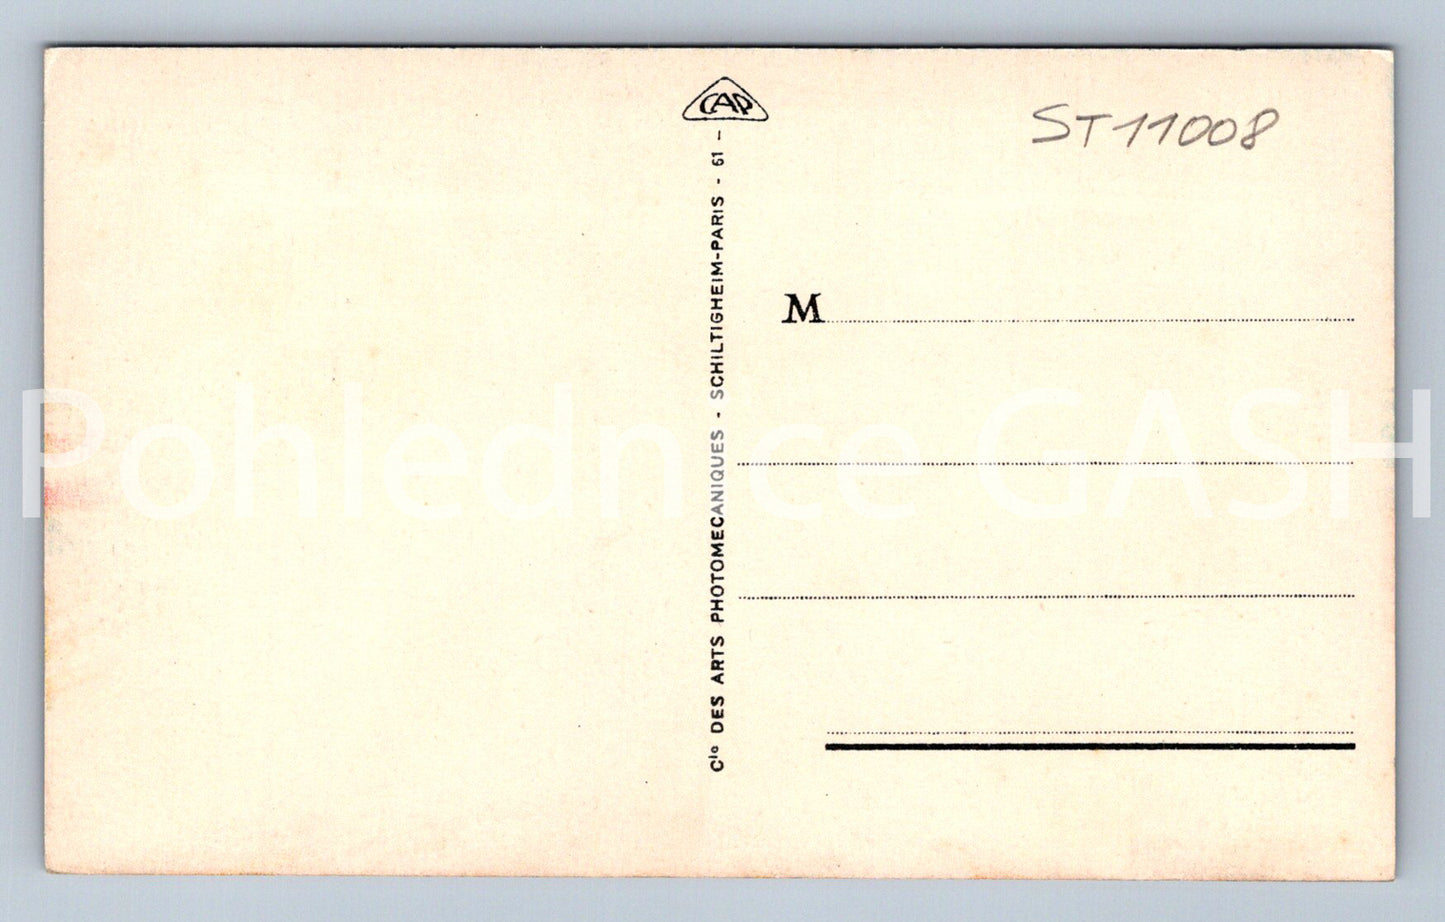 CAP
ST11008
Cie DES ARTS PHOTOMECANIQUES - SCHILTIGHEIM-PARIS - 61 -
M
Pohlednice GASH